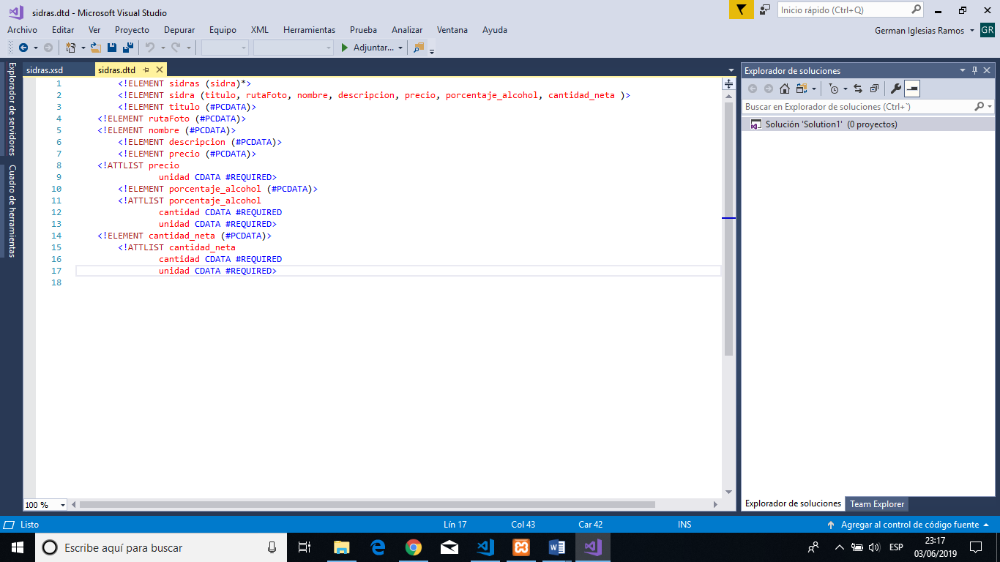 sidras.dtd - Microsoft Visual Studio
Inicio rápido (Ctrl+Q)
Archivo Editar Ver Proyecto Depurar Equipo XML Herramientas Prueba Analizar Ventana Ayuda
German Iglesias Ramos GR
Adjuntar...
Explorador de servidores
Cuadro de herramientas
sidras.xsd sidras.dtd
1 <!ELEMENT sidras (sidra)*>
2 <!ELEMENT sidra (titulo, rutaFoto, nombre, descripcion, precio, porcentaje_alcohol, cantidad_neta )>
3 <!ELEMENT titulo (#PCDATA)>
4 <!ELEMENT rutaFoto (#PCDATA)>
5 <!ELEMENT nombre (#PCDATA)>
6 <!ELEMENT descripcion (#PCDATA)>
7 <!ELEMENT precio (#PCDATA)>
8 <!ATTLIST precio
9 unidad CDATA #REQUIRED>
10 <!ELEMENT porcentaje_alcohol (#PCDATA)>
11 <!ATTLIST porcentaje_alcohol
12 cantidad CDATA #REQUIRED
13 unidad CDATA #REQUIRED>
14 <!ELEMENT cantidad_neta (#PCDATA)>
15 <!ATTLIST cantidad_neta
16 cantidad CDATA #REQUIRED
17 unidad CDATA #REQUIRED>
18
100 %
Explorador de soluciones
Buscar en Explorador de soluciones (Ctrl+`)
Solución 'Solution1' (0 proyectos)
Explorador de soluciones Team Explorer
Listo Lín 17 Col 43 Car 42 INS Agregar al control de código fuente
Escribe aquí para buscar
ESP
23:17
03/06/2019